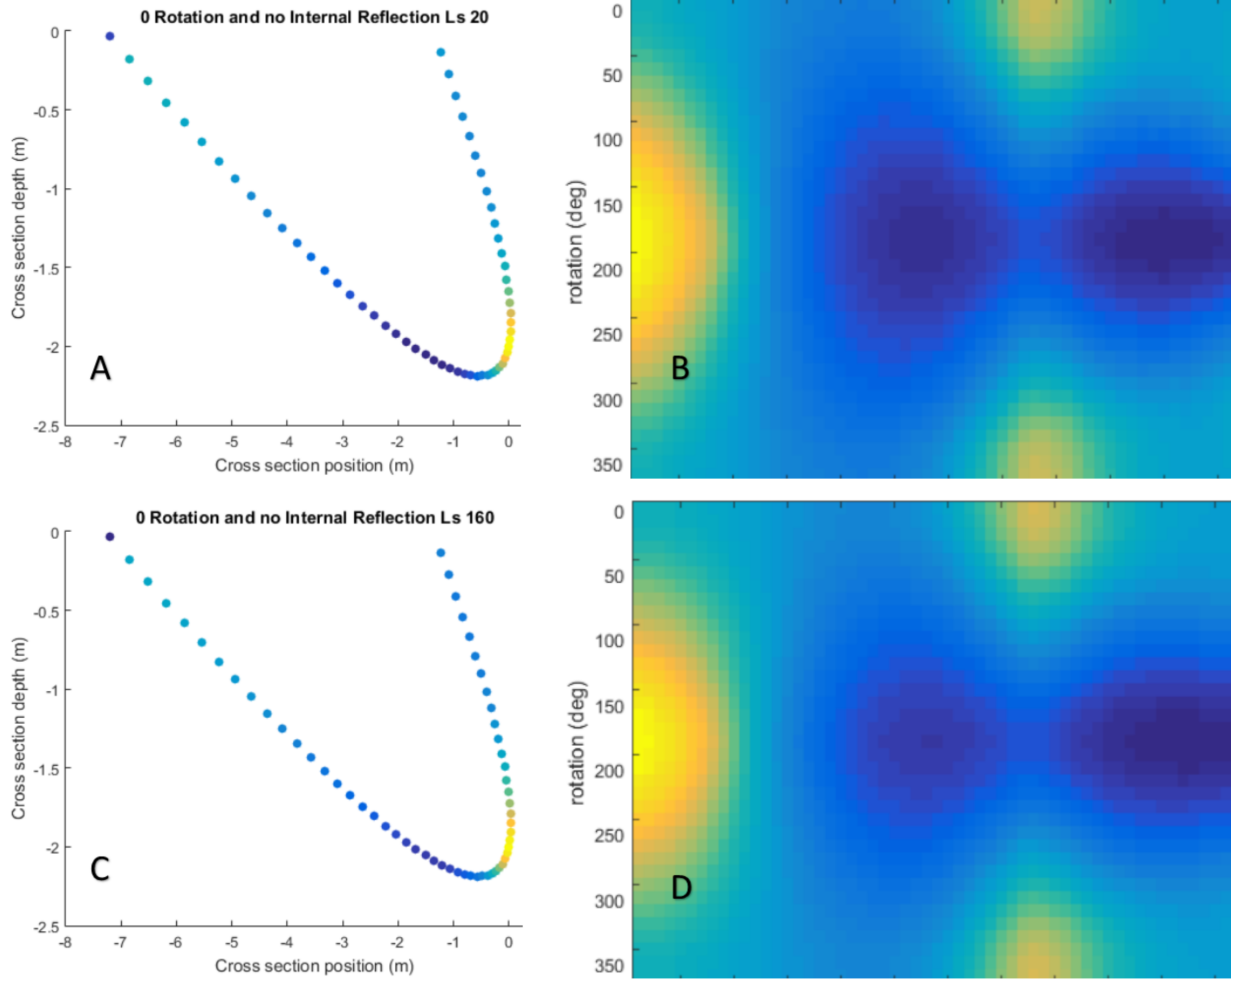 0 Rotation and no Internal Reflection Ls 20
0
-0.5
-1
-1.5
-2
-2.5
Cross section depth (m)
-8 -7 -6 -5 -4 -3 -2 -1 0
Cross section position (m)
A
0
50
100
150
200
250
300
350
rotation (deg)
B
0 Rotation and no Internal Reflection Ls 160
0
-0.5
-1
-1.5
-2
-2.5
Cross section depth (m)
-8 -7 -6 -5 -4 -3 -2 -1 0
Cross section position (m)
C
0
50
100
150
200
250
300
350
rotation (deg)
D